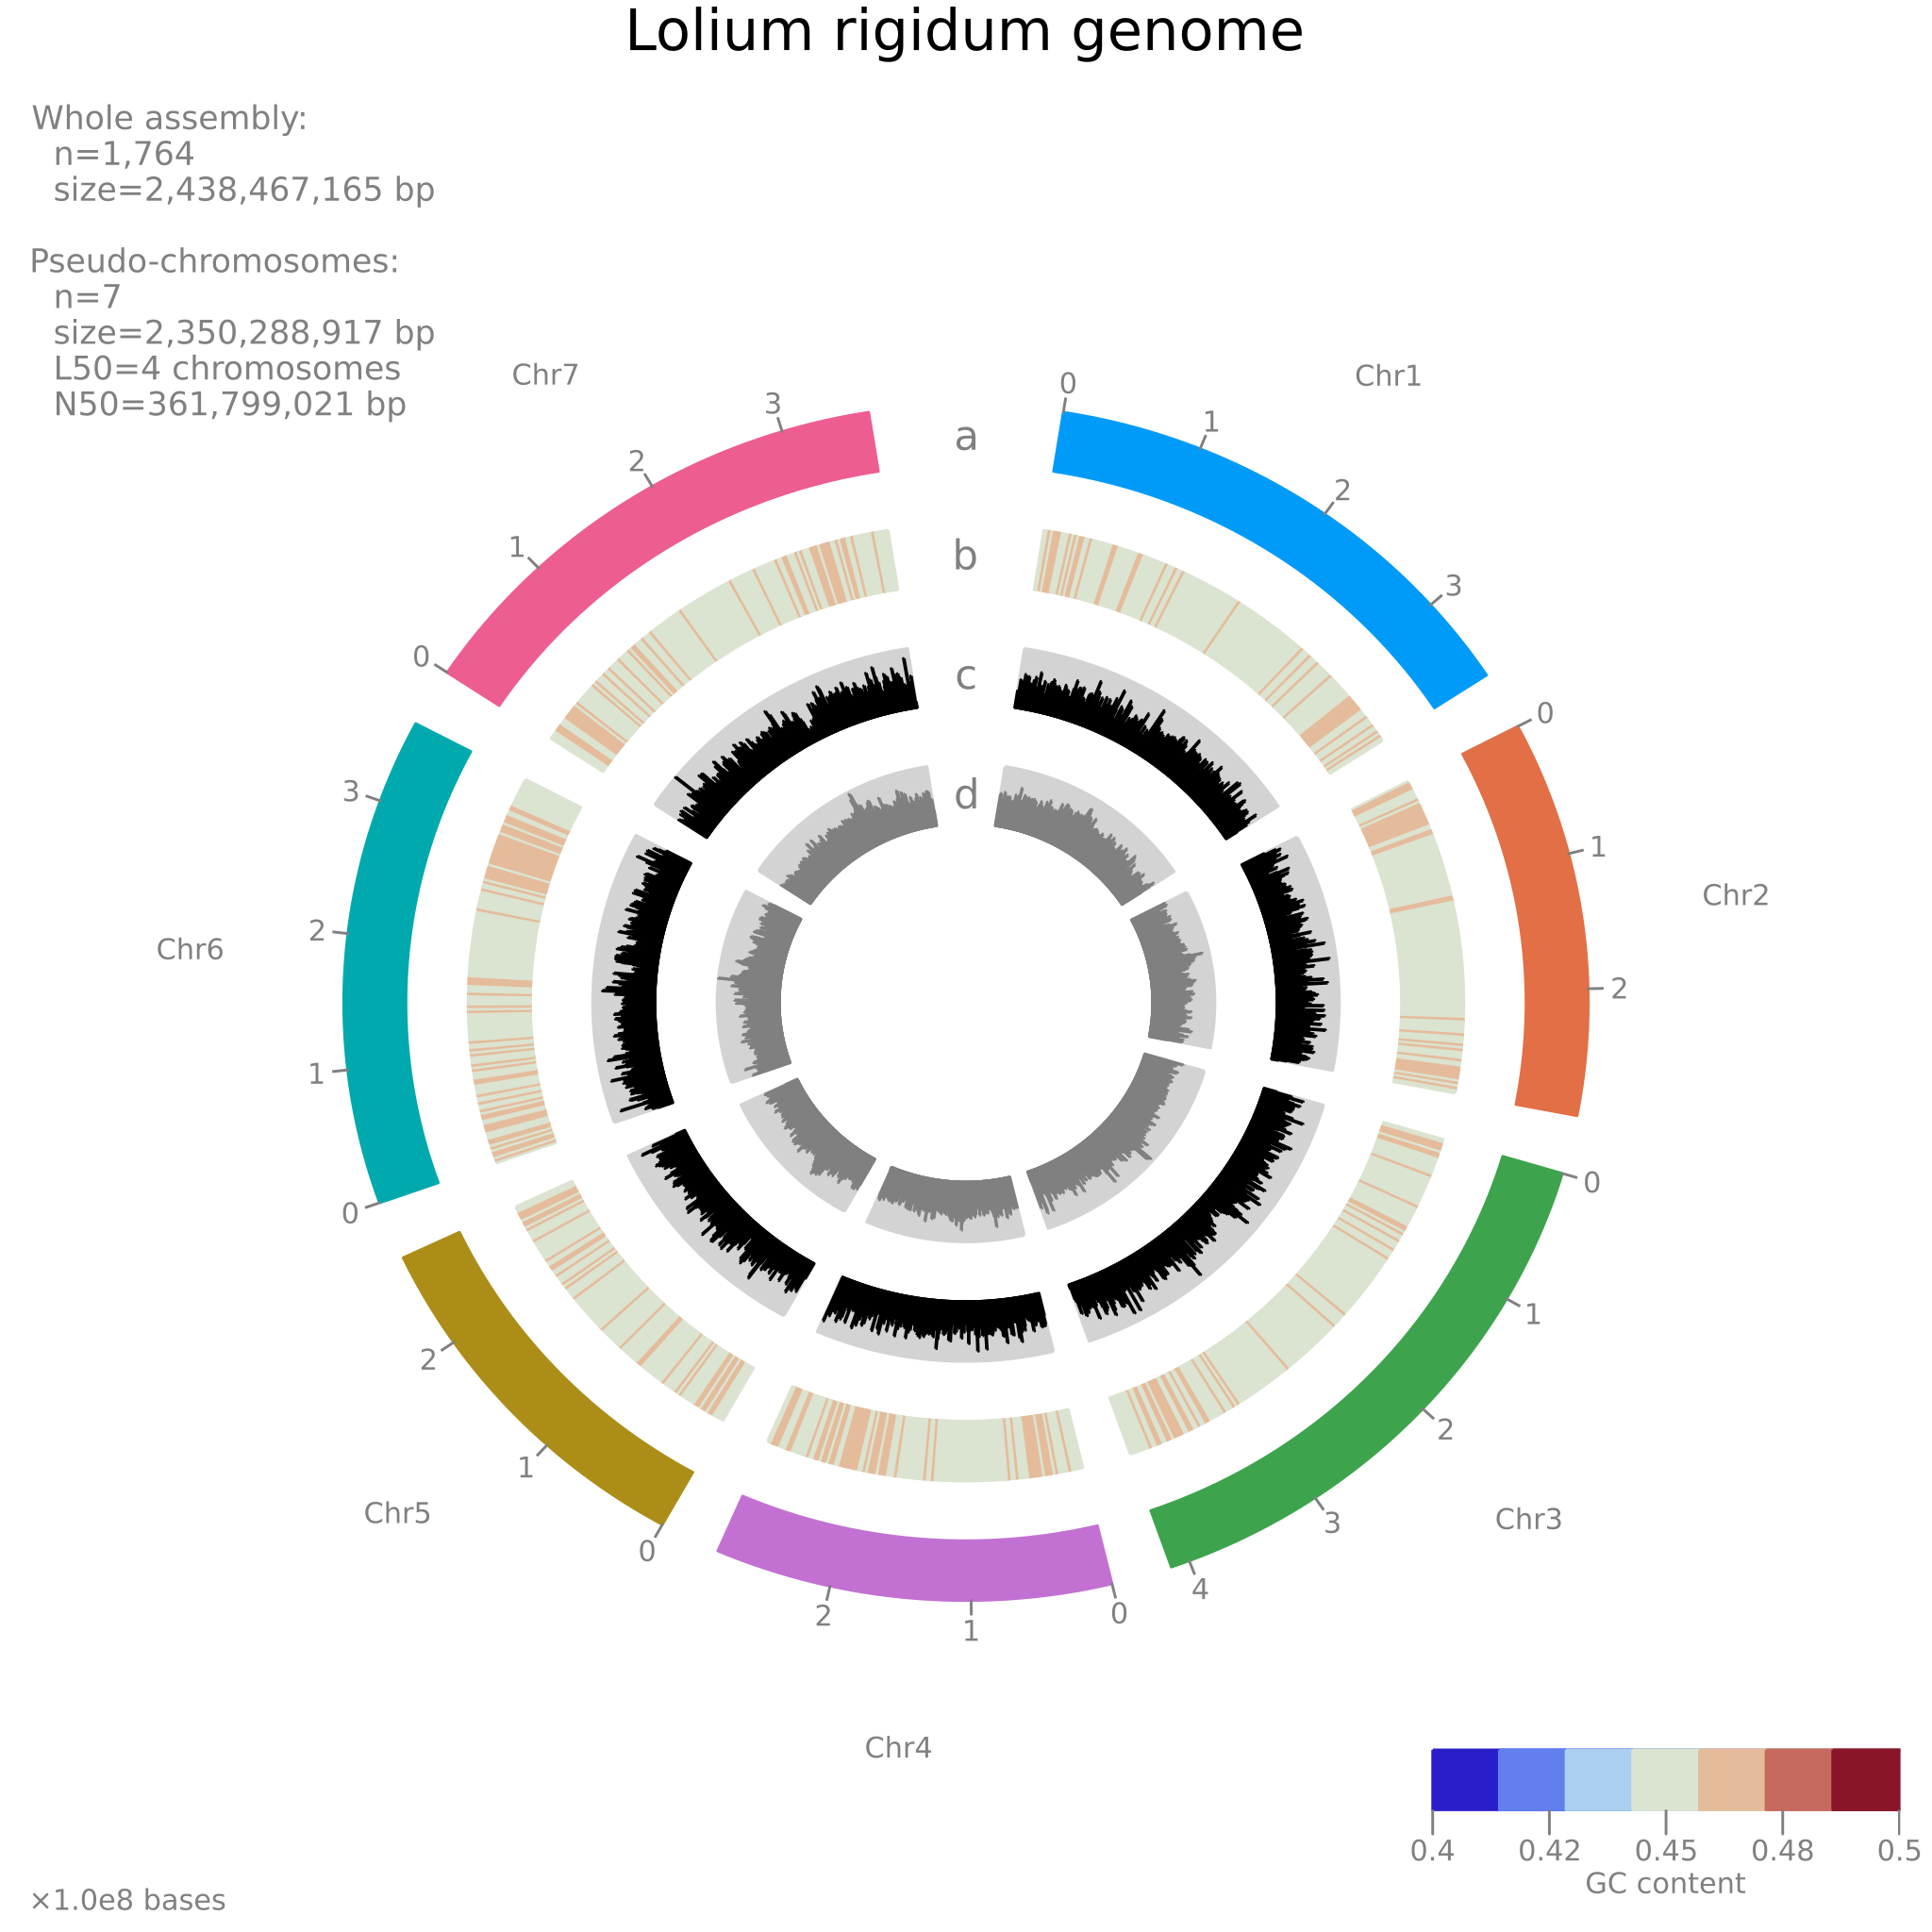 Lolium rigidum genome
Whole assembly:
n=1,764
size=2,438,467,165 bp
Pseudo-chromosomes:
n=7
size=2,350,288,917 bp
L50=4 chromosomes
N50=361,799,021 bp
Chr7
Chr1
0
3
a
1
2
2
1
b
3
0
c
0
d
3
1
Chr2
2
Chr6
2
1
0
0
1
2
2
1
3
Chr5
Chr3
0
4
2
1
0
Chr4
0.4
0.42
0.45
0.48
0.5
GC content
×1.0e8 bases